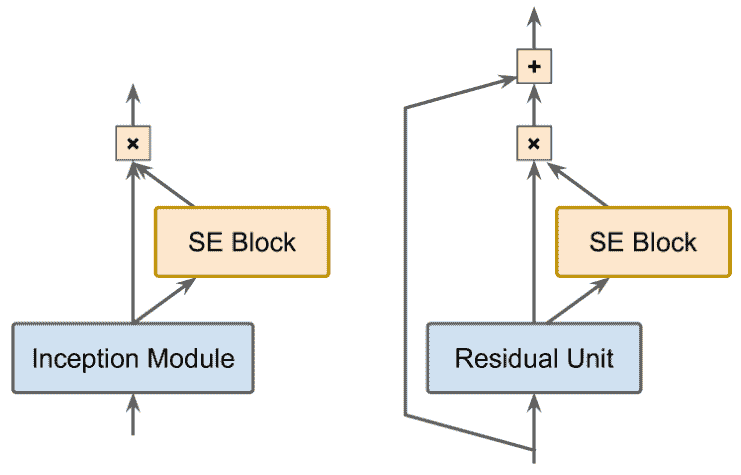 +
× ×
SE Block SE Block
Inception Module Residual Unit